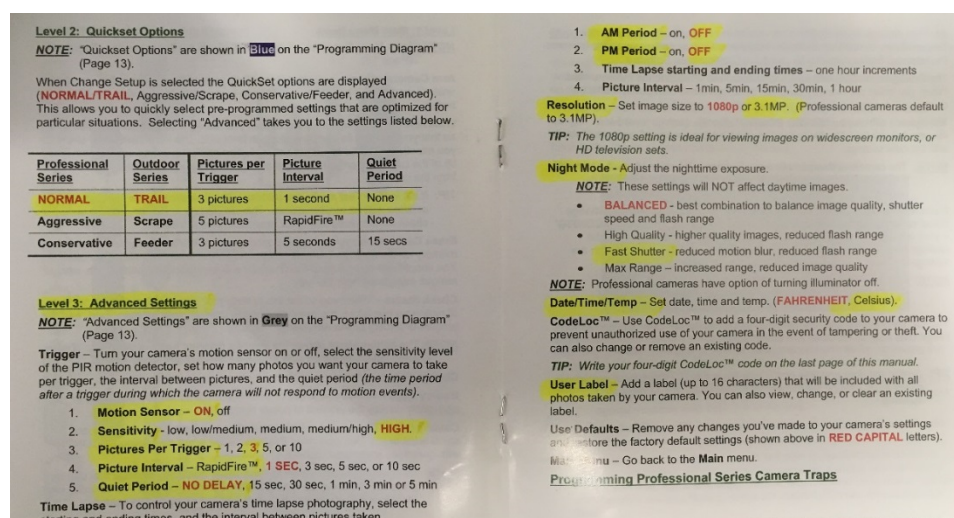 Level 2: Quickset Options
NOTE: "Quickset Options" are shown in Blue on the "Programming Diagram"
(Page 13).
When Change Setup is selected the QuickSet options are displayed
(NORMAL/TRAIL, Aggressive/Scrape, Conservative/Feeder, and Advanced).
This allows you to quickly select pre-programmed settings that are optimized for
particular situations. Selecting "Advanced" takes you to the settings listed below.
Professional Series Outdoor Series Pictures per Trigger Picture Interval Quiet Period
NORMAL TRAIL 3 pictures 1 second None
Aggressive Scrape 5 pictures RapidFire™ None
Conservative Feeder 3 pictures 5 seconds 15 secs
Level 3: Advanced Settings
NOTE: "Advanced Settings" are shown in Grey on the "Programming Diagram"
(Page 13).
Trigger – Turn your camera's motion sensor on or off, select the sensitivity level
of the PIR motion detector, set how many photos you want your camera to take
per trigger, the interval between pictures, and the quiet period (the time period
after a trigger during which the camera will not respond to motion events).
1. Motion Sensor – ON, off
2. Sensitivity - low, low/medium, medium, medium/high, HIGH.
3. Pictures Per Trigger – 1, 2, 3, 5, or 10
4. Picture Interval – RapidFire™, 1 SEC, 3 sec, 5 sec, or 10 sec
5. Quiet Period – NO DELAY, 15 sec, 30 sec, 1 min, 3 min or 5 min
Time Lapse – To control your camera's time lapse photography, select the
starting and ending times, and the interval between pictures taken
1. AM Period – on, OFF
2. PM Period – on, OFF
3. Time Lapse starting and ending times – one hour increments
4. Picture Interval – 1min, 5min, 15min, 30min, 1 hour
Resolution – Set image size to 1080p or 3.1MP. (Professional cameras default
to 3.1MP).
TIP: The 1080p setting is ideal for viewing images on widescreen monitors, or
HD television sets.
Night Mode - Adjust the nighttime exposure.
NOTE: These settings will NOT affect daytime images.
• BALANCED - best combination to balance image quality, shutter
speed and flash range
• High Quality - higher quality images, reduced flash range
• Fast Shutter - reduced motion blur, reduced flash range
• Max Range – increased range, reduced image quality
NOTE: Professional cameras have option of turning illuminator off.
Date/Time/Temp – Set date, time and temp. (FAHRENHEIT, Celsius).
CodeLoc™ – Use CodeLoc™ to add a four-digit security code to your camera to
prevent unauthorized use of your camera in the event of tampering or theft. You
can also change or remove an existing code.
TIP: Write your four-digit CodeLoc™ code on the last page of this manual.
User Label – Add a label (up to 16 characters) that will be included with all
photos taken by your camera. You can also view, change, or clear an existing
label.
Use Defaults – Remove any changes you've made to your camera's settings
and restore the factory default settings (shown above in RED CAPITAL letters).
– Go back to the Main menu.
Programming Professional Series Camera Traps